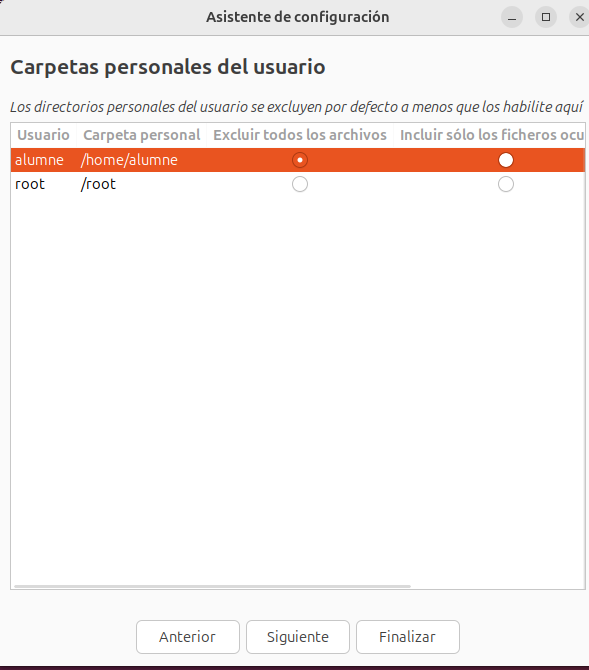 Asistente de configuración
Carpetas personales del usuario
Los directorios personales del usuario se excluyen por defecto a menos que los habilite aquí
Usuario Carpeta personal Excluir todos los archivos Incluir sólo los ficheros ocu
alumne /home/alumne
root /root
Anterior Siguiente Finalizar